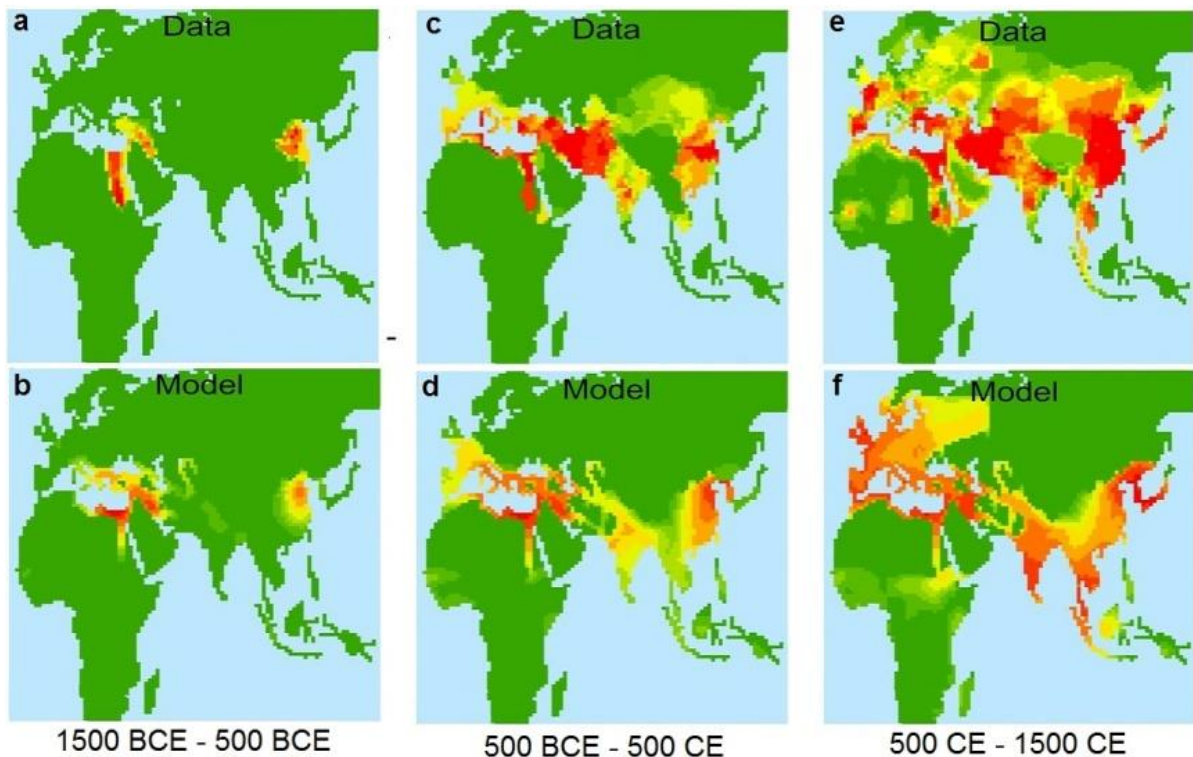 a
Data
c
Data
e
Data
-
b
Model
d
Model
f
Model
1500 BCE - 500 BCE
500 BCE - 500 CE
500 CE - 1500 CE